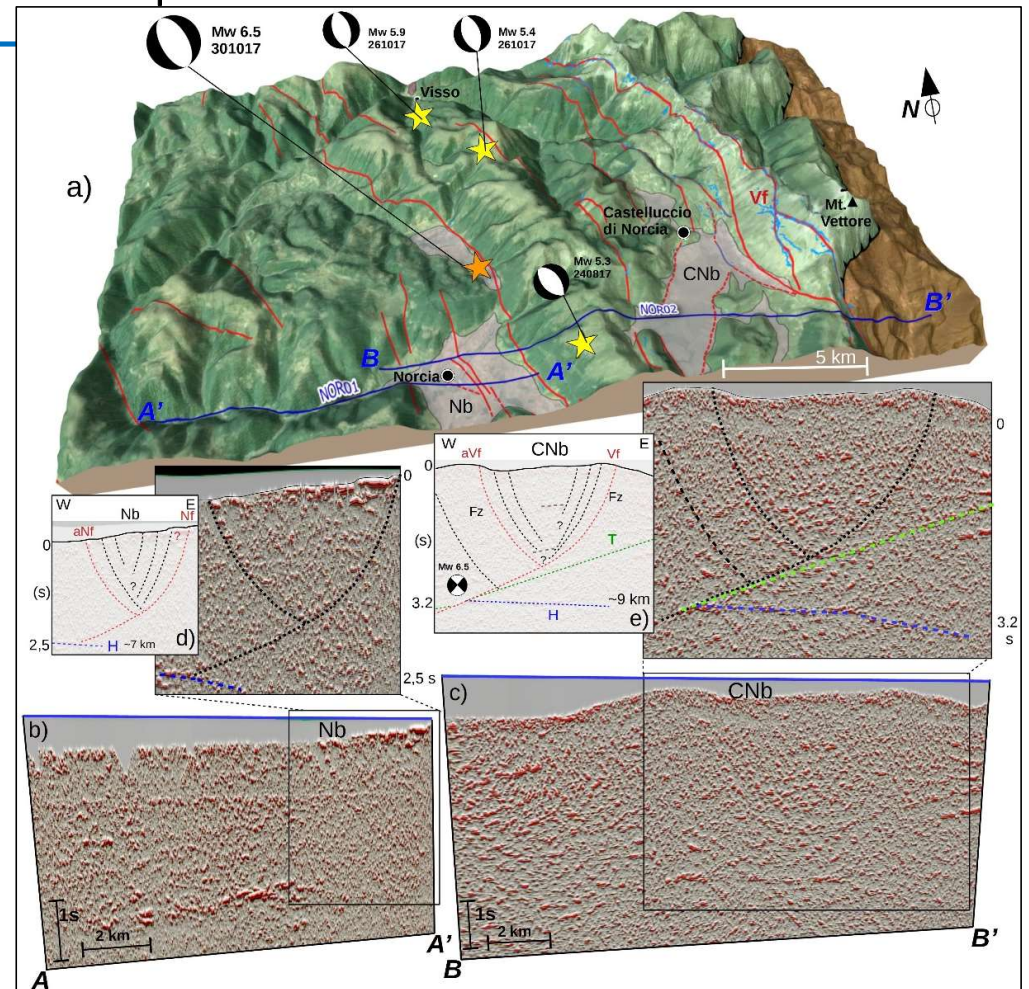 Mw 6.5
301017
Mw 5.9
261017
Mw 5.4
261017
Visso
N
a)
Vf
Mt.
Vettore
Castelluccio
di Norcia
CNb
Mw 5.3
240817
NOR02
B'
B
A'
5 km
Norcia
NOR01
A'
Nb
W
E
CNb
aVf
Vf
0
Fz
Fz
?
?
(s)
T
Mw 6.5
3.2
~9 km
H
e)
0
3.2
s
W
E
Nb
aNf
Nf
?
0
?
(s)
2,5
H ~7 km
d)
0
2,5 s
b)
Nb
1s
2 km
A
A'
c)
CNb
1s
2 km
B
B'